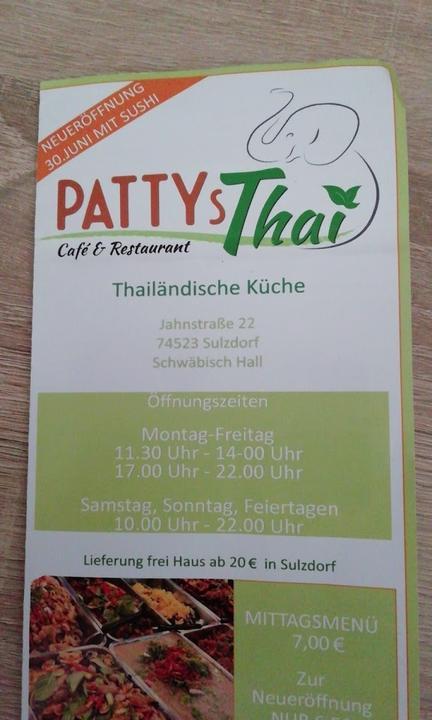 NEUERÖFFNUNG
30.JUNI MIT SUSHI
PATTYs Thai
Café & Restaurant
Thailändische Küche
Jahnstraße 22
74523 Sulzdorf
Schwäbisch Hall
Öffnungszeiten
Montag-Freitag
11.30 Uhr - 14-00 Uhr
17.00 Uhr - 22.00 Uhr
Samstag, Sonntag, Feiertagen
10.00 Uhr - 22.00 Uhr
Lieferung frei Haus ab 20 € in Sulzdorf
MITTAGSMENÜ
7,00 €
Zur
Neueröffnung
NUR